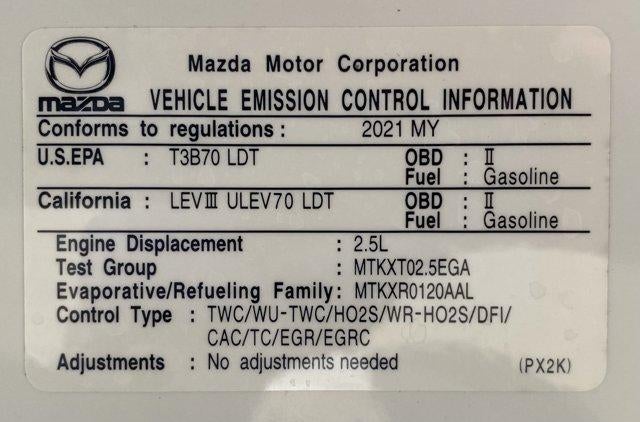 Mazda Motor Corporation
mazda VEHICLE EMISSION CONTROL INFORMATION
Conforms to regulations : 2021 MY
U.S.EPA : T3B70 LDT OBD : II
Fuel : Gasoline
California : LEVIII ULEV70 LDT OBD : II
Fuel : Gasoline
Engine Displacement : 2.5L
Test Group : MTKXT02.5EGA
Evaporative/Refueling Family: MTKXR0120AAL
Control Type : TWC/WU-TWC/HO2S/WR-HO2S/DFI/
CAC/TC/EGR/EGRC
Adjustments : No adjustments needed (PX2K)